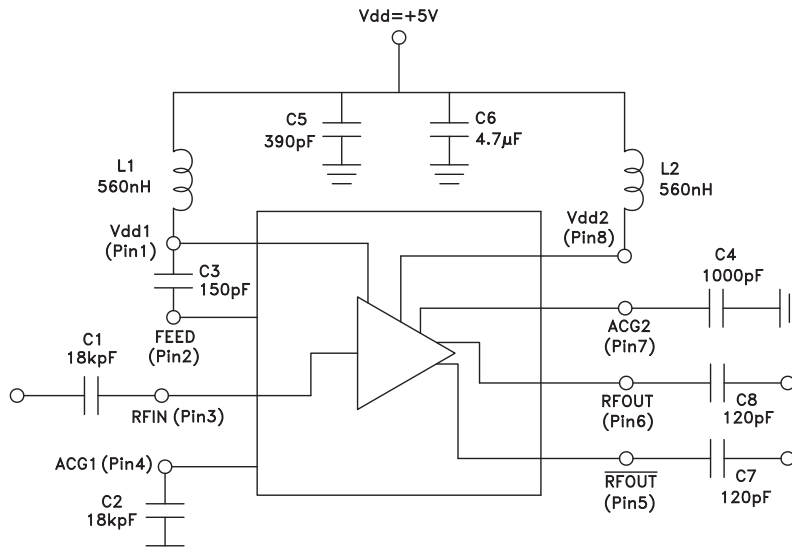 Vdd=+5V
C5
390pF
C6
4.7µF
L1
560nH
L2
560nH
Vdd1
(Pin1)
Vdd2
(Pin8)
C3
150pF
C4
1000pF
FEED
(Pin2)
ACG2
(Pin7)
C1
18kpF
RFIN (Pin3)
RFOUT
(Pin6)
C8
120pF
ACG1 (Pin4)
RFOUT
(Pin5)
C7
120pF
C2
18kpF